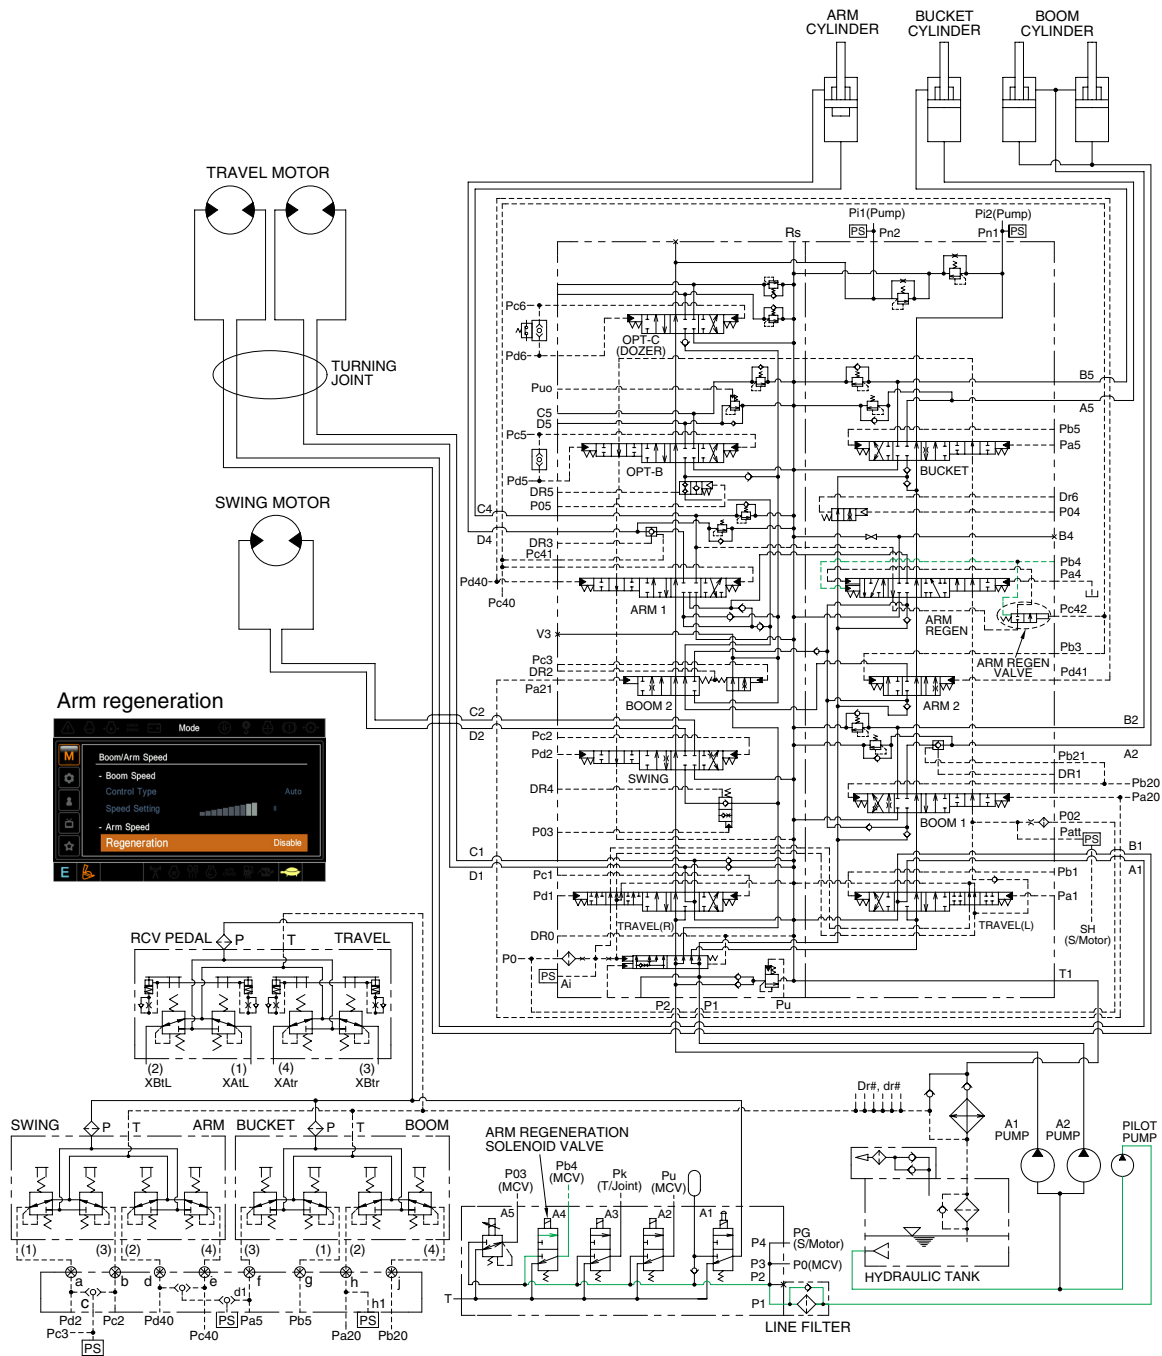 ARM
CYLINDER
BUCKET
CYLINDER
BOOM
CYLINDER
TRAVEL MOTOR
TURNING
JOINT
SWING MOTOR
Pi1(Pump)
Pi2(Pump)
PS
Pn2
Pn1
PS
Rs
Pc6
Pd6
OPT-C
(DOZER)
Puo
C5
D5
Pc5
Pd5
OPT-B
DR5
P05
B5
A5
Pb5
Pa5
BUCKET
Dr6
P04
C4
D4
DR3
Pc41
B4
Pb4
Pa4
Pd40
Pc40
ARM 1
ARM
REGEN
Pc42
ARM REGEN
VALVE
V3
Pc3
DR2
Pa21
BOOM 2
Pb3
Pd41
ARM 2
C2
D2
Pc2
Pd2
SWING
B2
A2
Pb21
DR1
Pb20
Pa20
DR4
P03
BOOM 1
P02
Patt
PS
C1
D1
B1
A1
Pc1
Pd1
TRAVEL(R)
Pb1
Pa1
TRAVEL(L)
SH
(S/Motor)
DR0
P0
PS
Ai
P2
P1
Pu
T1
Arm regeneration
Mode
M
Boom/Arm Speed
- Boom Speed
Control Type
Auto
Speed Setting
- Arm Speed
Regeneration
Disable
E
RCV PEDAL
P
T
TRAVEL
(2)
XBtL
(1)
XAtL
(4)
XAtr
(3)
XBtr
SWING
P
T
ARM
BUCKET
P
T
BOOM
(1)
(3)
(2)
(4)
(3)
(1)
(2)
(4)
a
b
d
e
f
g
h
j
c
d1
h1
PS
PS
Pd2
Pc2
Pd40
Pc40
Pa5
Pb5
Pa20
Pb20
Pc3
PS
ARM REGENERATION
SOLENOID VALVE
P03
(MCV)
Pb4
(MCV)
Pk
(T/Joint)
Pu
(MCV)
A5
A4
A3
A2
A1
P4
PG
(S/Motor)
P3
P0(MCV)
P2
P1
T
LINE FILTER
Dr#, dr#
A1
PUMP
A2
PUMP
PILOT
PUMP
HYDRAULIC TANK